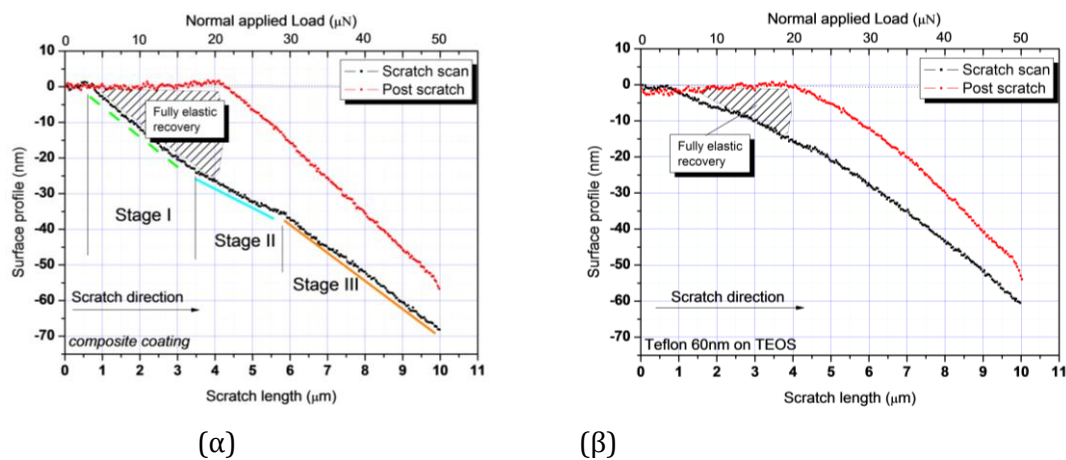 Normal applied Load (μN)
0 10 20 30 40 50
10
0
-10
-20
-30
-40
-50
-60
-70
Surface profile (nm)
Scratch scan
Post scratch
Fully elastic
recovery
Stage I
Stage II
Stage III
Scratch direction
composite coating
0 1 2 3 4 5 6 7 8 9 10 11
Scratch length (μm)
(α)
Normal applied Load (μN)
0 10 20 30 40 50
10
0
-10
-20
-30
-40
-50
-60
-70
Surface profile (nm)
Scratch scan
Post scratch
Fully elastic
recovery
Scratch direction
Teflon 60nm on TEOS
0 1 2 3 4 5 6 7 8 9 10 11
Scratch length (μm)
(β)